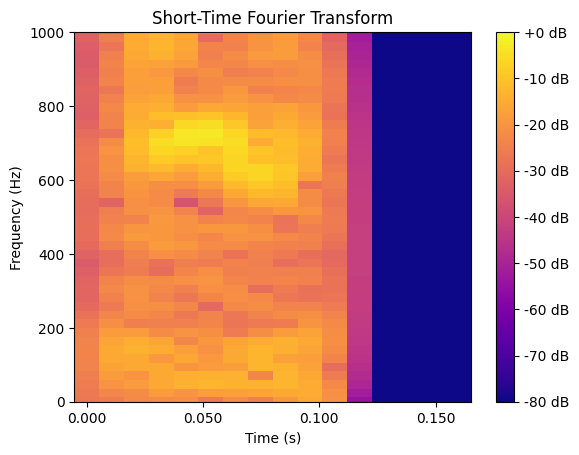 Short-Time Fourier Transform
1000
800
600
400
200
0
Frequency (Hz)
0.000
0.050
0.100
0.150
Time (s)
+0 dB
-10 dB
-20 dB
-30 dB
-40 dB
-50 dB
-60 dB
-70 dB
-80 dB